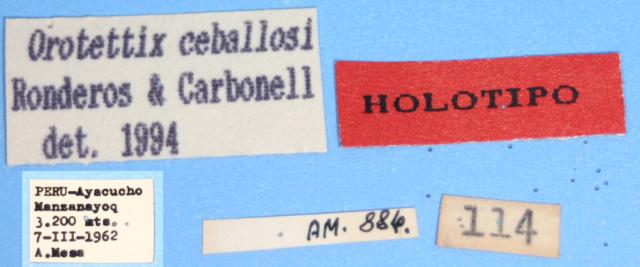 Orotettix ceballosi
Ronderos & Carbonell
det. 1994
HOLOTIPO
PERU-Ayacucho
Manzanayoq
3.200 mts.
7-III-1962
A.Mesa
AM. 884.
114